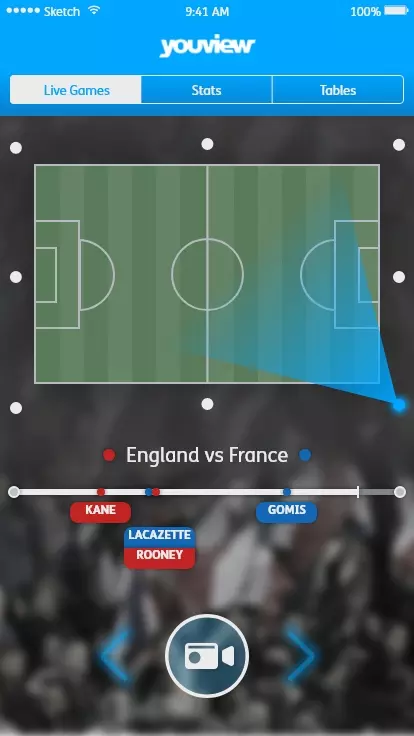 Sketch 9:41 AM 100%
youview
Live Games Stats Tables
England vs France
KANE GOMIS
LACAZETTE
ROONEY